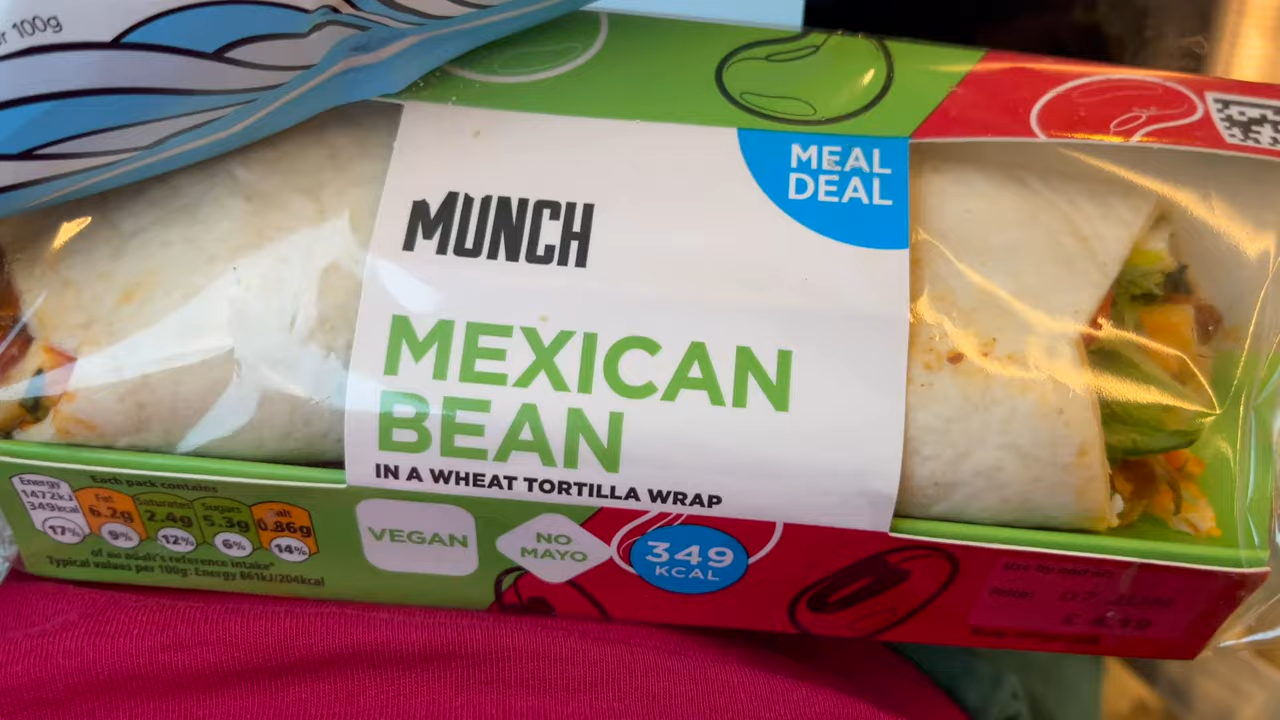 r 100g
MEAL
DEAL
MUNCH
MEXICAN
BEAN
IN A WHEAT TORTILLA WRAP
Each pack contains
Energy
1472kJ
349kcal
17%
Fat
6.2g
9%
Saturates
2.4g
12%
Sugars
5.3g
6%
Salt
0.86g
14%
of an adult's reference intake*
Typical values per 100g: Energy 861kJ/204kcal
VEGAN
NO
MAYO
349
KCAL
07 JUN